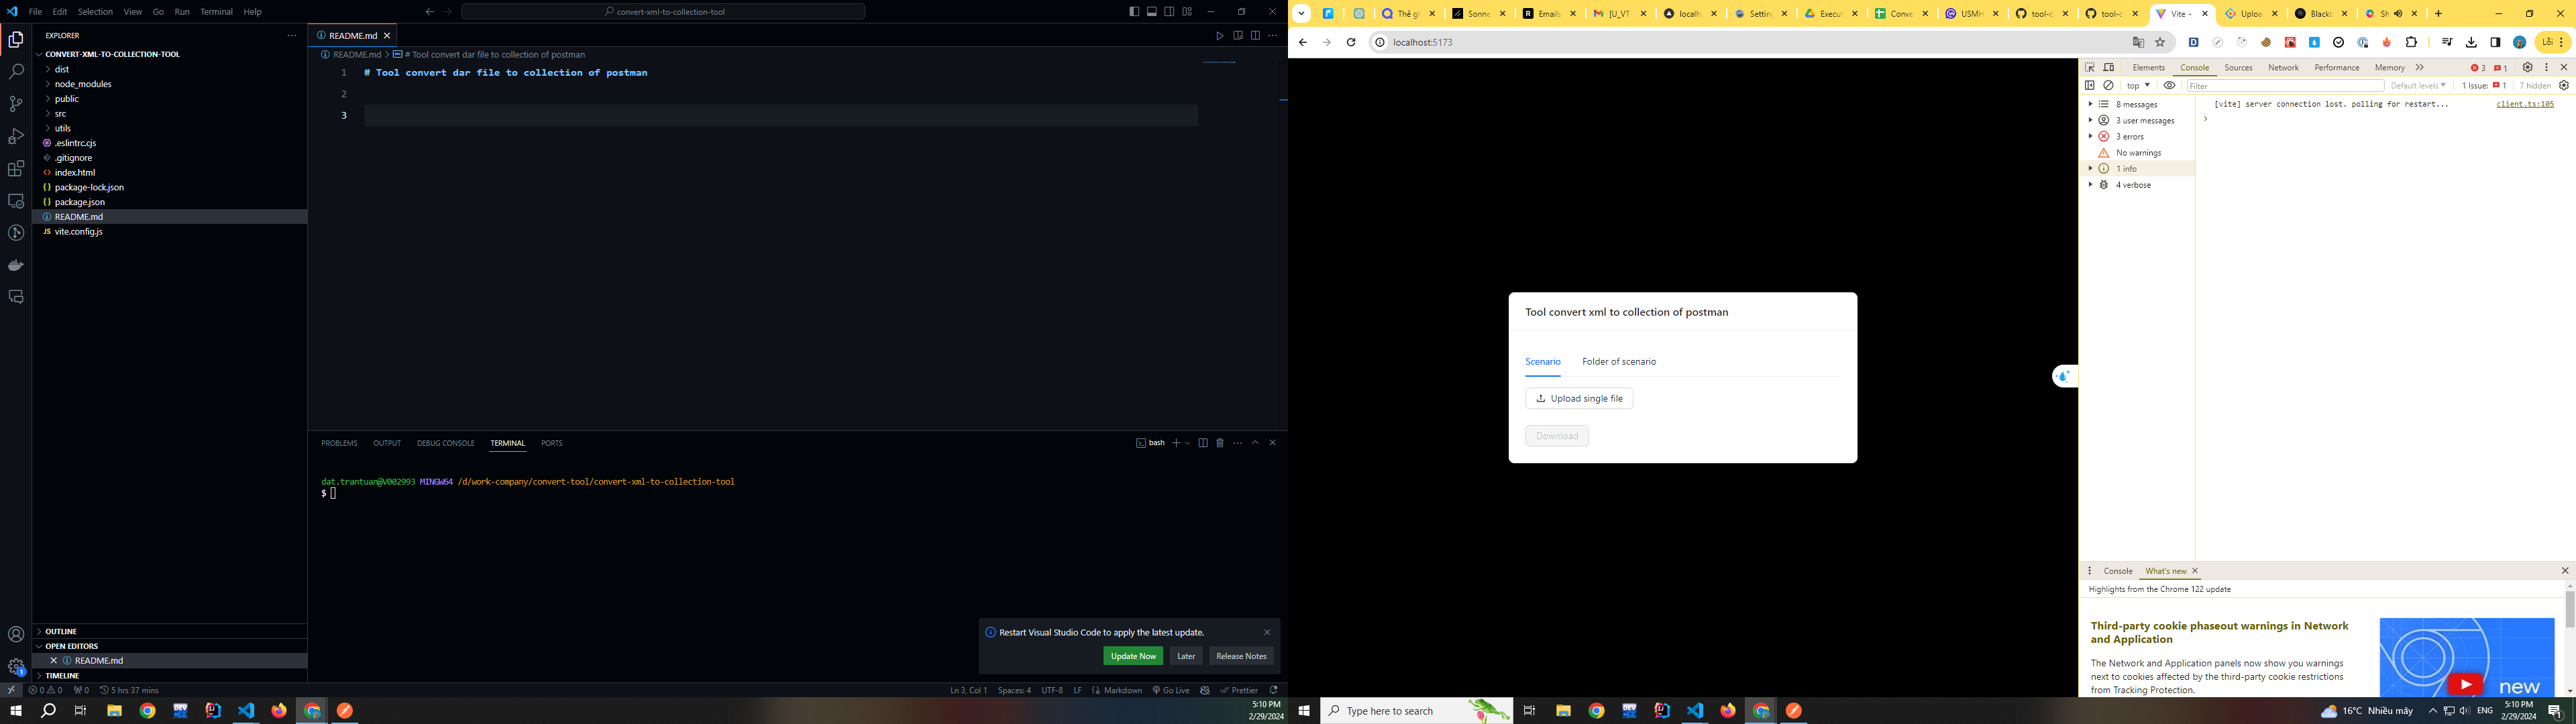 File Edit Selection View Go Run Terminal Help
convert-xml-to-collection-tool
EXPLORER
CONVERT-XML-TO-COLLECTION-TOOL
dist
node_modules
public
src
utils
.eslintrc.cjs
.gitignore
index.html
package-lock.json
package.json
README.md
vite.config.js
OUTLINE
OPEN EDITORS
README.md
TIMELINE
README.md
README.md > # Tool convert dar file to collection of postman
1 # Tool convert dar file to collection of postman
2
3
PROBLEMS OUTPUT DEBUG CONSOLE TERMINAL PORTS
bash
dat.trantuan@V002993 MINGW64 /d/work-company/convert-tool/convert-xml-to-collection-tool
$
Restart Visual Studio Code to apply the latest update.
Update Now Later Release Notes
0 0 0 5 hrs 37 mins
Ln 3, Col 1 Spaces: 4 UTF-8 LF Markdown Go Live Prettier
5:10 PM
2/29/2024
Thẻ gi Sonne Emails [U_VT- localho Setting Execut Conve USMH tool-c tool-c Vite + Uploa Blackb Sh
localhost:5173
Lỗi
Tool convert xml to collection of postman
Scenario Folder of scenario
Upload single file
Download
Elements Console Sources Network Performance Memory
3 1
top Filter Default levels 1 Issue: 1 7 hidden
8 messages
3 user messages
3 errors
No warnings
1 info
4 verbose
[vite] server connection lost. polling for restart... client.ts:105
Console What's new
Highlights from the Chrome 122 update
Third-party cookie phaseout warnings in Network
and Application
The Network and Application panels now show you warnings
next to cookies affected by the third-party cookie restrictions
from Tracking Protection.
new
Type here to search
16°C Nhiều mây
ENG
5:10 PM
2/29/2024